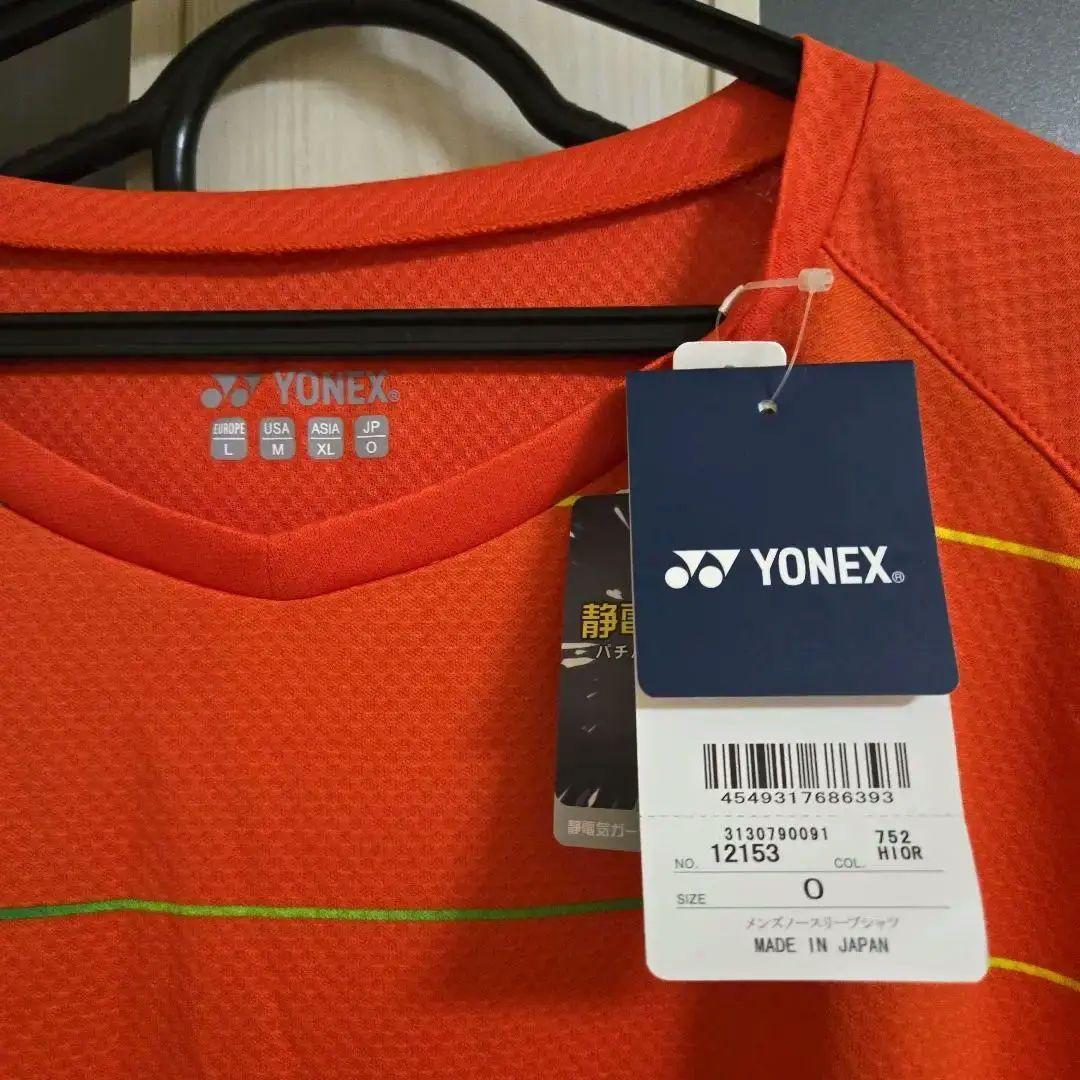 YONEX®
EUROPE L
USA M
ASIA XL
JP O
YONEX®
静電
パチ
静電気ガー
4549317686393
3130790091
752
NO. 12153
COL. HIOR
SIZE O
メンズノースリーブシャツ
MADE IN JAPAN